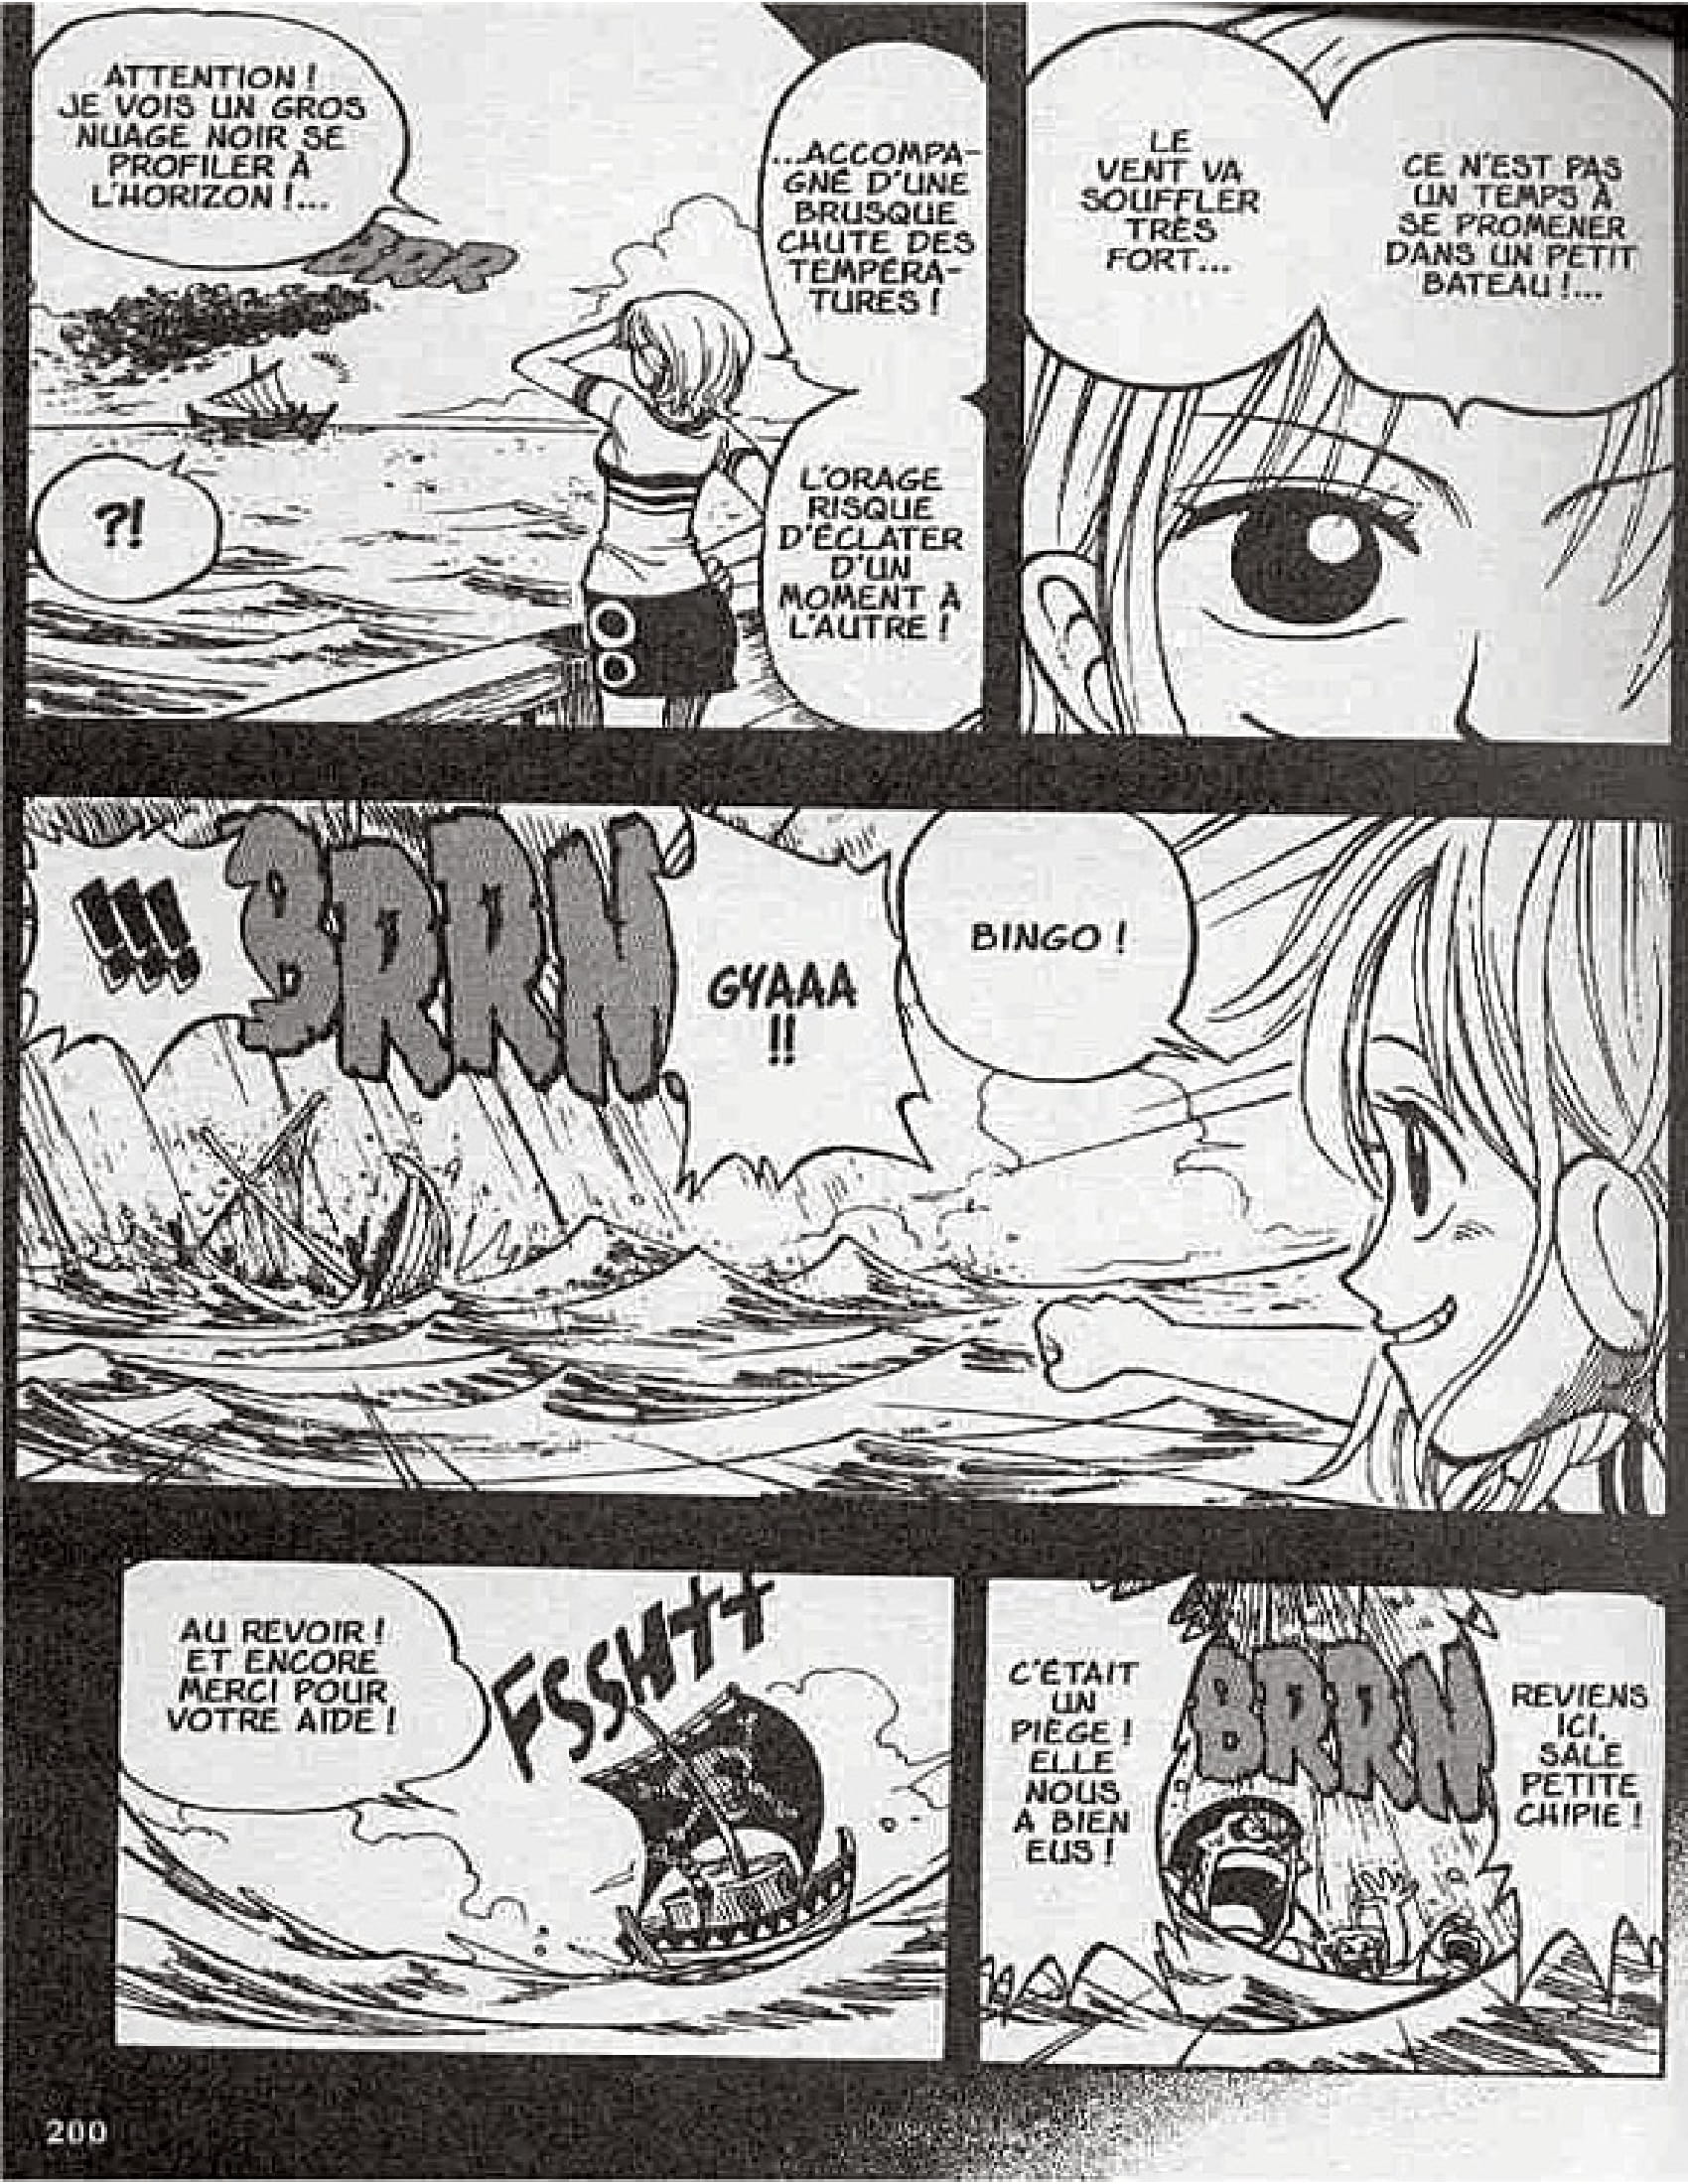 CE N'EST PAS
UN TEMPS À
SE PROMENER
DANS UN PETIT
BATEAU !...
LE
VENT VA
SOUFFLER
TRÈS
FORT...
...ACCOMPA-
GNÉ D'UNE
BRUSQUE
CHUTE DES
TEMPÉRA-
TURES !
L'ORAGE
RISQUE
D'ÉCLATER
D'UN
MOMENT À
L'AUTRE !
ATTENTION !
JE VOIS UN GROS
NUAGE NOIR SE
PROFILER À
L'HORIZON !...
BRR
?!
BINGO !
GYAAA
!!
BRRN
!!!
REVIENS
ICI,
SALE
PETITE
CHIPIE !
BRRN
C'ÉTAIT
UN
PIÈGE !
ELLE
NOUS
A BIEN
EUS !
FSSHTT
AU REVOIR !
ET ENCORE
MERCI POUR
VOTRE AIDE !
200